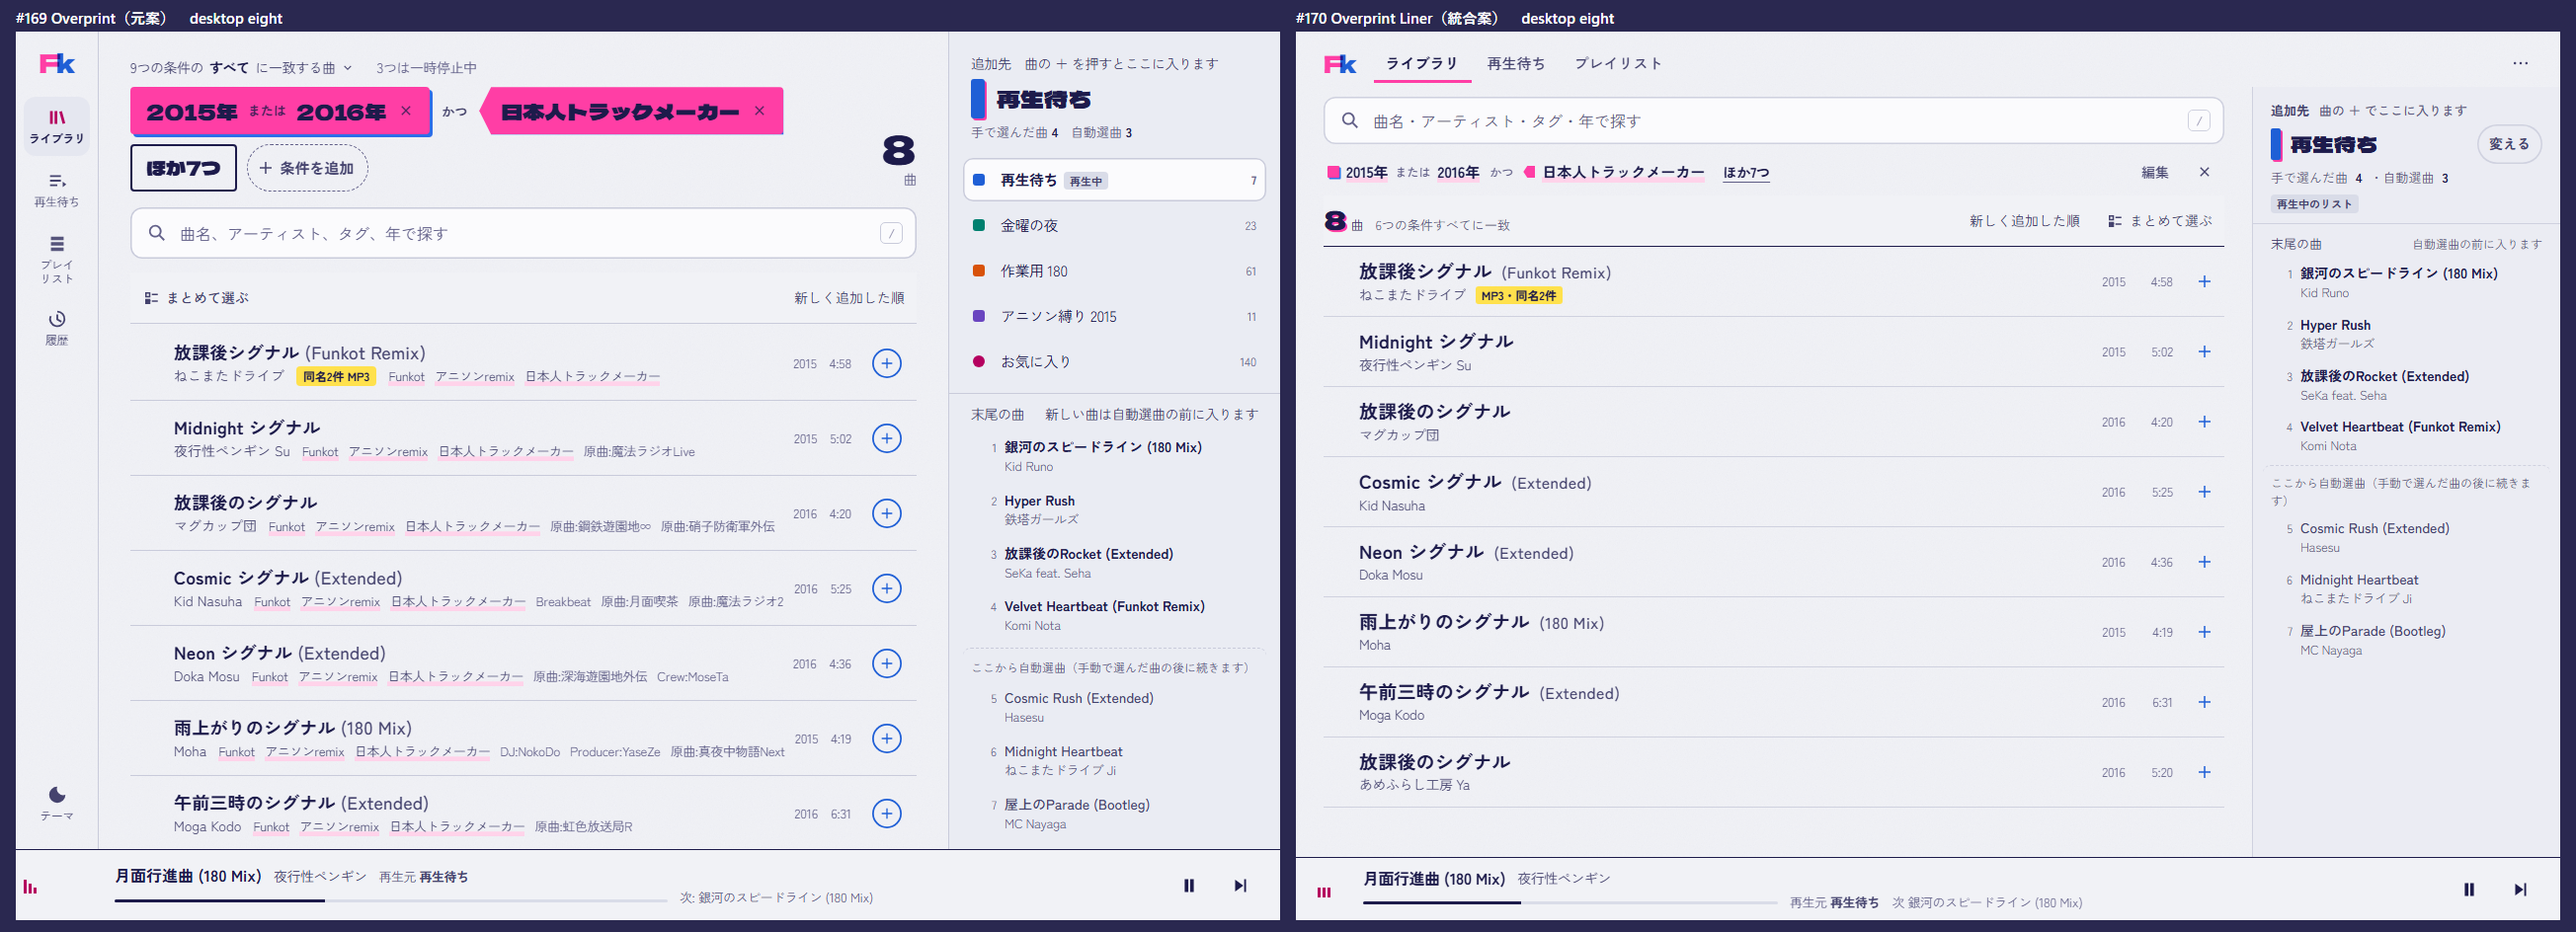 #169 Overprint（元案） desktop eight
Fk
ライブラリ
再生待ち
プレイ
リスト
履歴
テーマ
9つの条件の すべて に一致する曲 3つは一時停止中
2015年 または 2016年 × かつ 日本人トラックメーカー ×
ほか7つ + 条件を追加
8
曲
曲名、アーティスト、タグ、年で探す /
まとめて選ぶ 新しく追加した順
放課後シグナル (Funkot Remix) 2015 4:58 +
ねこまたドライブ 同名2件 MP3 Funkot アニソンremix 日本人トラックメーカー
Midnight シグナル 2015 5:02 +
夜行性ペンギン Su Funkot アニソンremix 日本人トラックメーカー 原曲:魔法ラジオLive
放課後のシグナル 2016 4:20 +
マグカップ団 Funkot アニソンremix 日本人トラックメーカー 原曲:鋼鉄遊園地∞ 原曲:硝子防衛軍外伝
Cosmic シグナル (Extended) 2016 5:25 +
Kid Nasuha Funkot アニソンremix 日本人トラックメーカー Breakbeat 原曲:月面喫茶 原曲:魔法ラジオ2
Neon シグナル (Extended) 2016 4:36 +
Doka Mosu Funkot アニソンremix 日本人トラックメーカー 原曲:深海遊園地外伝 Crew:MoseTa
雨上がりのシグナル (180 Mix) 2015 4:19 +
Moha Funkot アニソンremix 日本人トラックメーカー DJ:NokoDo Producer:YaseZe 原曲:真夜中物語Next
午前三時のシグナル (Extended) 2016 6:31 +
Moga Kodo Funkot アニソンremix 日本人トラックメーカー 原曲:虹色放送局R
追加先 曲の + を押すとここに入ります
再生待ち
手で選んだ曲 4 自動選曲 3
再生待ち 再生中 7
金曜の夜 23
作業用 180 61
アニソン縛り 2015 11
お気に入り 140
末尾の曲 新しい曲は自動選曲の前に入ります
1 銀河のスピードライン (180 Mix)
Kid Runo
2 Hyper Rush
鉄塔ガールズ
3 放課後のRocket (Extended)
SeKa feat. Seha
4 Velvet Heartbeat (Funkot Remix)
Komi Nota
ここから自動選曲（手動で選んだ曲の後に続きます）
5 Cosmic Rush (Extended)
Hasesu
6 Midnight Heartbeat
ねこまたドライブ Ji
7 屋上のParade (Bootleg)
MC Nayaga
月面行進曲 (180 Mix) 夜行性ペンギン 再生元 再生待ち
次: 銀河のスピードライン (180 Mix)
#170 Overprint Liner（統合案） desktop eight
Fk ライブラリ 再生待ち プレイリスト …
曲名・アーティスト・タグ・年で探す /
2015年 または 2016年 かつ 日本人トラックメーカー ほか7つ 編集 ×
8 曲 6つの条件すべてに一致 新しく追加した順 まとめて選ぶ
放課後シグナル (Funkot Remix) 2015 4:58 +
ねこまたドライブ MP3・同名2件
Midnight シグナル 2015 5:02 +
夜行性ペンギン Su
放課後のシグナル 2016 4:20 +
マグカップ団
Cosmic シグナル (Extended) 2016 5:25 +
Kid Nasuha
Neon シグナル (Extended) 2016 4:36 +
Doka Mosu
雨上がりのシグナル (180 Mix) 2015 4:19 +
Moha
午前三時のシグナル (Extended) 2016 6:31 +
Moga Kodo
放課後のシグナル 2016 5:20 +
あめふらし工房 Ya
追加先 曲の + でここに入ります
再生待ち 変える
手で選んだ曲 4 ・自動選曲 3
再生中のリスト
末尾の曲 自動選曲の前に入ります
1 銀河のスピードライン (180 Mix)
Kid Runo
2 Hyper Rush
鉄塔ガールズ
3 放課後のRocket (Extended)
SeKa feat. Seha
4 Velvet Heartbeat (Funkot Remix)
Komi Nota
ここから自動選曲（手動で選んだ曲の後に続きま
す）
5 Cosmic Rush (Extended)
Hasesu
6 Midnight Heartbeat
ねこまたドライブ Ji
7 屋上のParade (Bootleg)
MC Nayaga
月面行進曲 (180 Mix) 夜行性ペンギン
再生元 再生待ち 次 銀河のスピードライン (180 Mix)